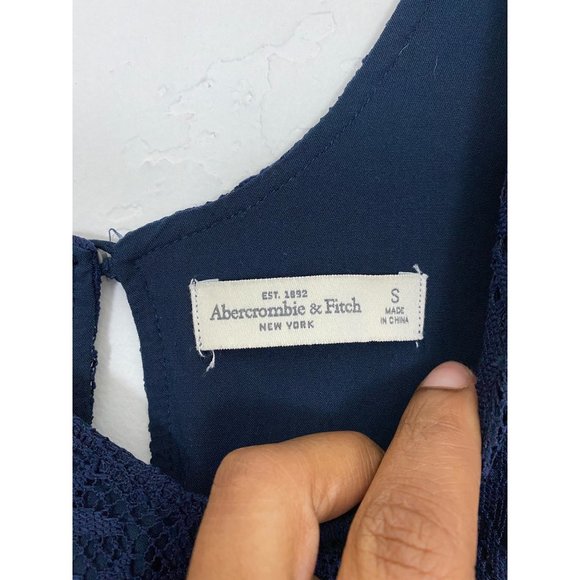 EST. 1892
Abercrombie & Fitch
NEW YORK
S
MADE
IN CHINA